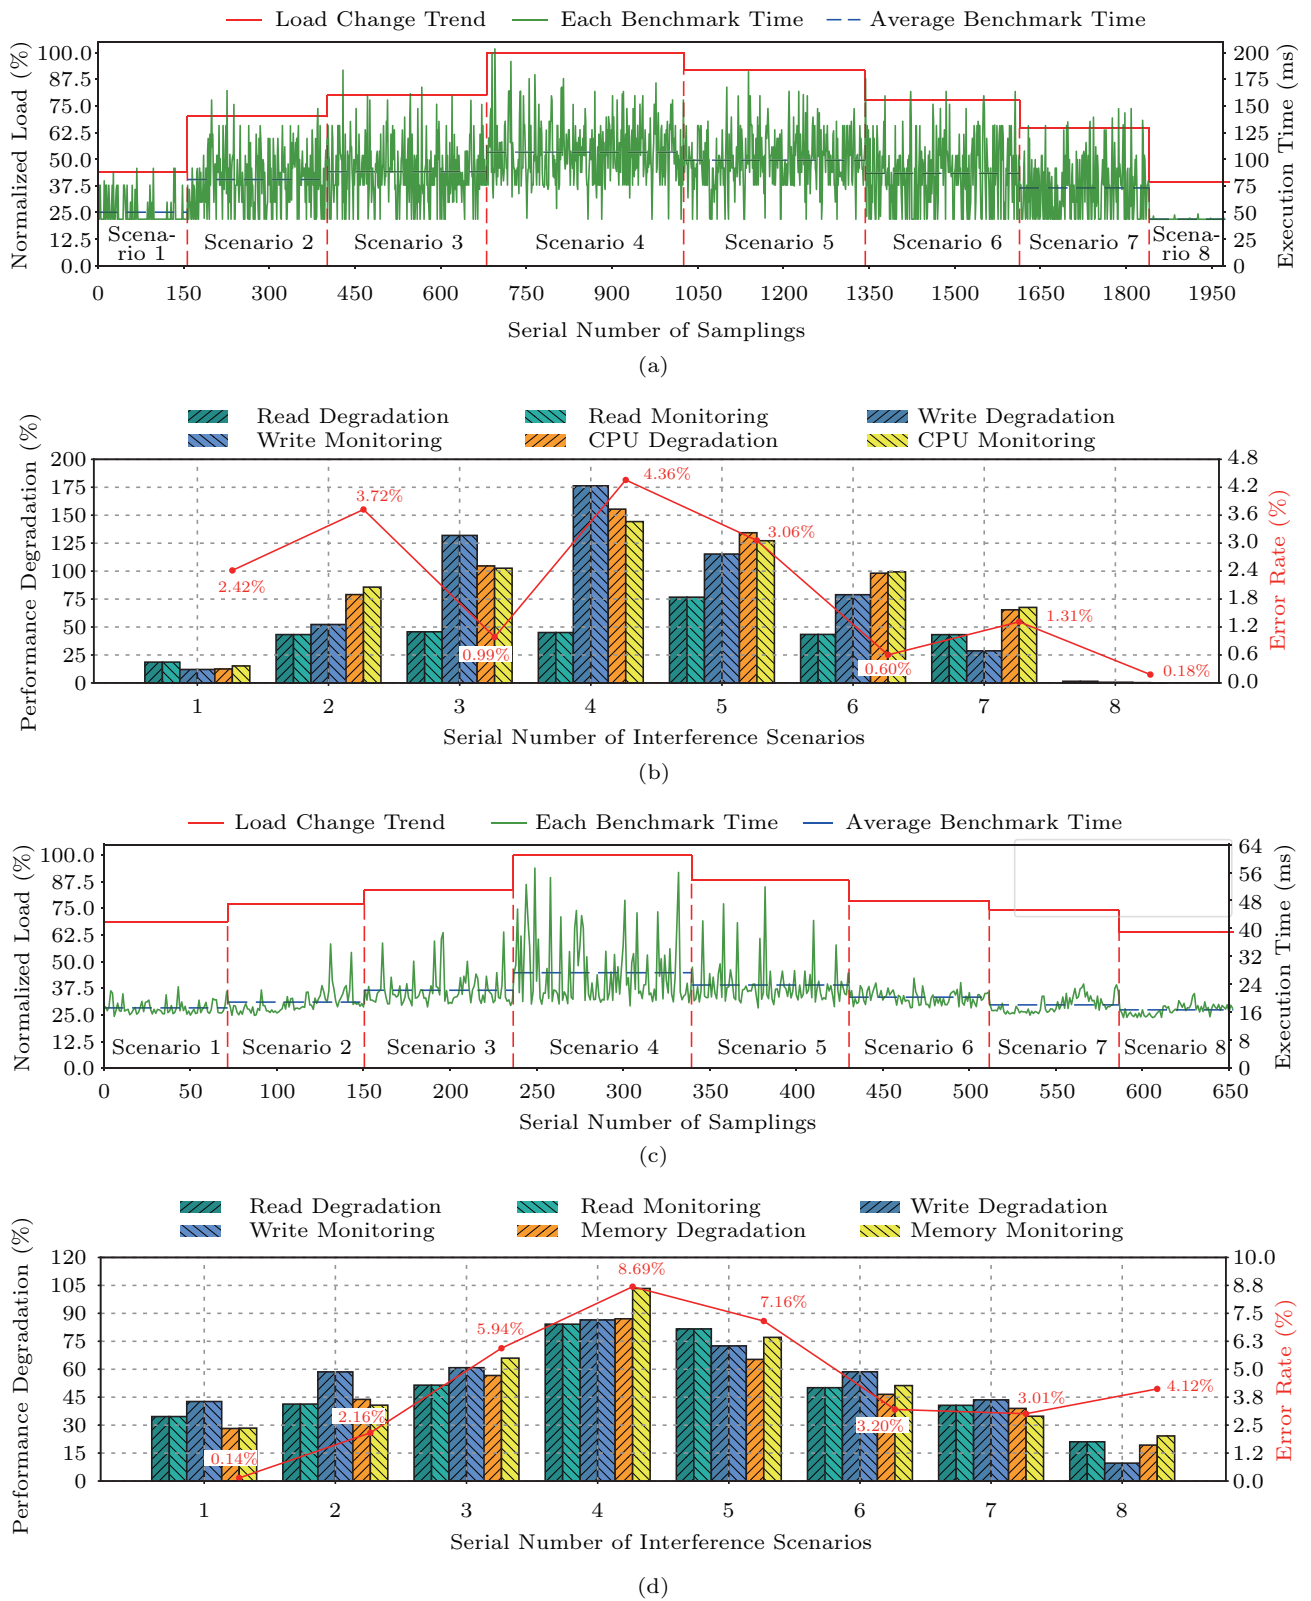 Load Change Trend Each Benchmark Time Average Benchmark Time
Normalized Load (%)
100.0
87.5
75.0
62.5
50.0
37.5
25.0
12.5
0.0
Scena-
rio 1
Scenario 2 Scenario 3 Scenario 4 Scenario 5 Scenario 6 Scenario 7
Scena-
rio 8
200
175
150
125
100
75
50
25
0
Execution Time (ms)
0 150 300 450 600 750 900 1050 1200 1350 1500 1650 1800 1950
Serial Number of Samplings
(a)
Read Degradation Read Monitoring Write Degradation
Write Monitoring CPU Degradation CPU Monitoring
Performance Degradation (%)
200
175
150
125
100
75
50
25
0
2.42%
3.72%
0.99%
4.36%
3.06%
0.60%
1.31%
0.18%
4.8
4.2
3.6
3.0
2.4
1.8
1.2
0.6
0.0
Error Rate (%)
1 2 3 4 5 6 7 8
Serial Number of Interference Scenarios
(b)
Load Change Trend Each Benchmark Time Average Benchmark Time
Normalized Load (%)
100.0
87.5
75.0
62.5
50.0
37.5
25.0
12.5
0.0
Scenario 1 Scenario 2 Scenario 3 Scenario 4 Scenario 5 Scenario 6 Scenario 7 Scenario 8
64
56
48
40
32
24
16
8
0
Execution Time (ms)
0 50 100 150 200 250 300 350 400 450 500 550 600 650
Serial Number of Samplings
(c)
Read Degradation Read Monitoring Write Degradation
Write Monitoring Memory Degradation Memory Monitoring
Performance Degradation (%)
120
105
90
75
60
45
30
15
0
0.14%
2.16%
5.94%
8.69%
7.16%
3.20%
3.01%
4.12%
10.0
8.8
7.5
6.3
5.0
3.8
2.5
1.2
0.0
Error Rate (%)
1 2 3 4 5 6 7 8
Serial Number of Interference Scenarios
(d)